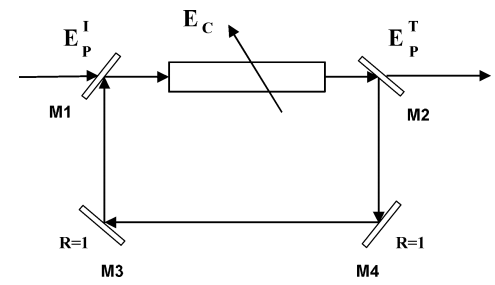 E_P^I
E_C
E_P^T
M1
M2
R=1
R=1
M3
M4